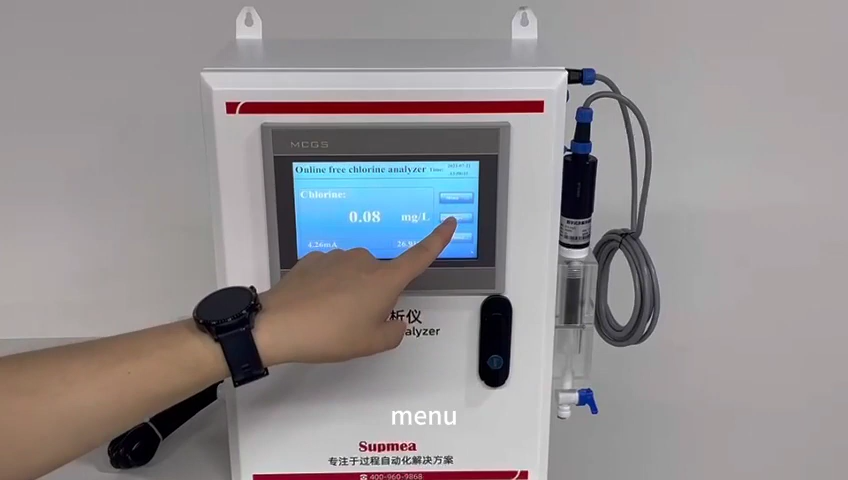 MCGS
Online free chlorine analyzer Time:
Chlorine:
0.08 mg/L
4.26mA
析仪
alyzer
menu
Supmea
专注于过程自动化解决方案
400-960-9868